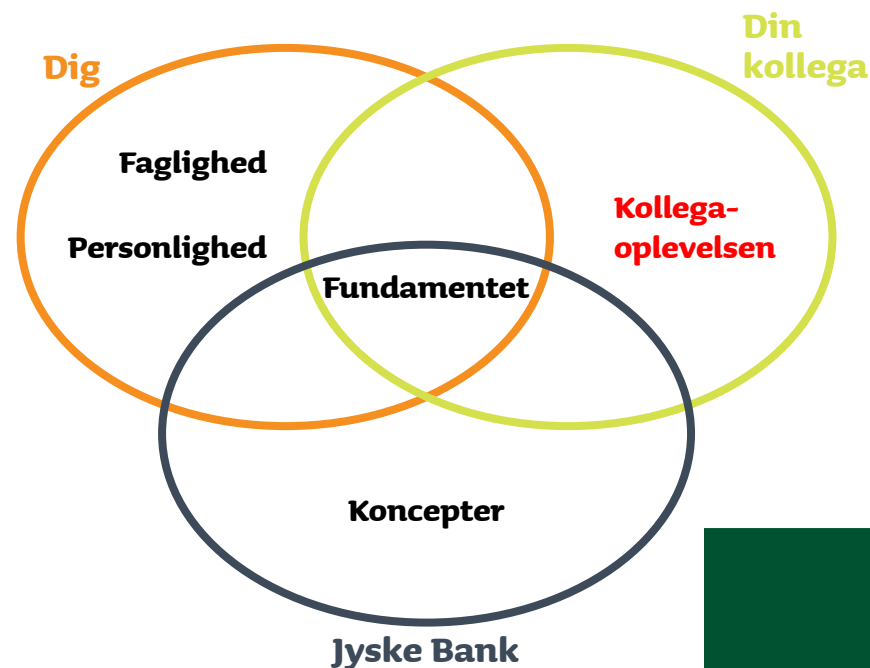 Dig
Din
kollega
Faglighed
Kollega-
oplevelsen
Personlighed
Fundamentet
Koncepter
Jyske Bank